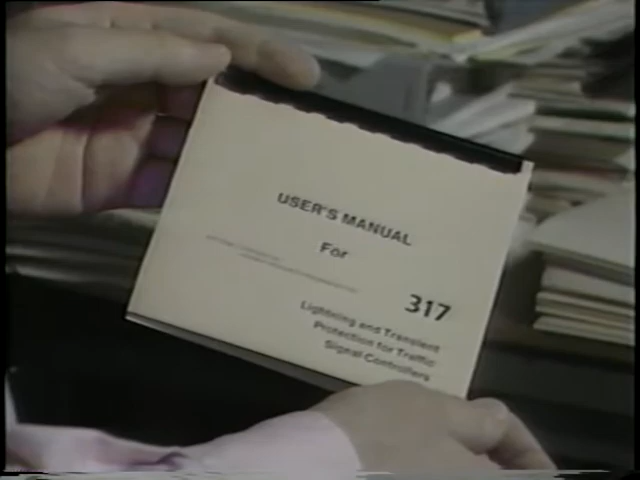 USER'S MANUAL
For
317
Lightning and Transient
Protection for Traffic
Signal Controllers